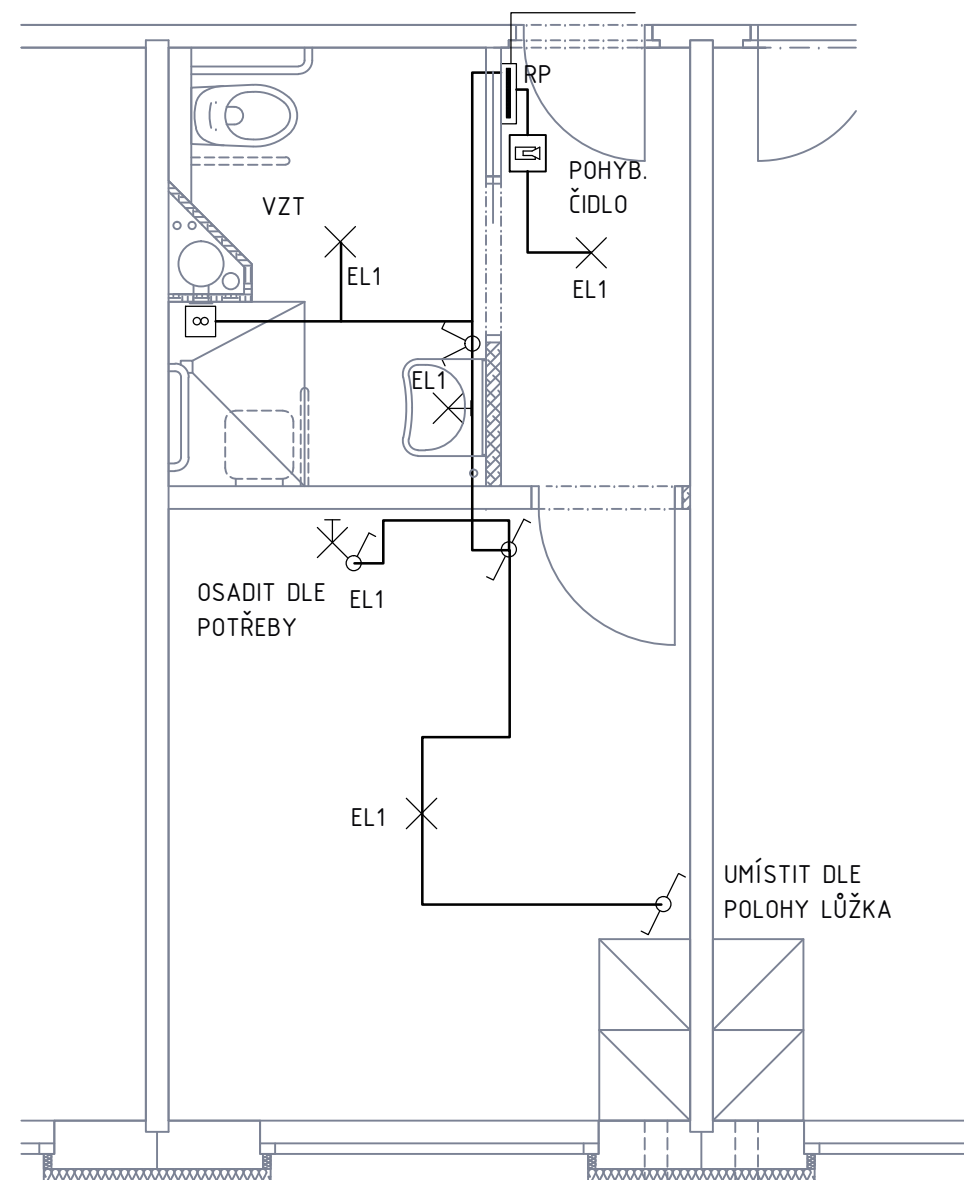 RP
POHYB.
ČIDLO
VZT
EL1
EL1
EL1
OSADIT DLE
POTŘEBY
EL1
EL1
UMÍSTIT DLE
POLOHY LŮŽKA